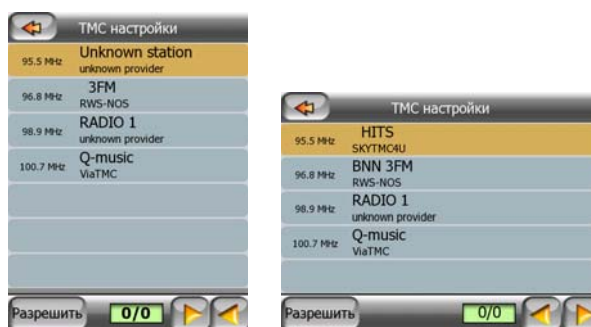 TMC настройки
95.5 MHz Unknown station
unknown provider
96.8 MHz 3FM
RWS-NOS
98.9 MHz RADIO 1
unknown provider
100.7 MHz Q-music
ViaTMC
Разрешить 0/0
TMC настройки
95.5 MHz HITS
SKYTMC4U
96.8 MHz BNN 3FM
RWS-NOS
98.9 MHz RADIO 1
unknown provider
100.7 MHz Q-music
ViaTMC
Разрешить 0/0